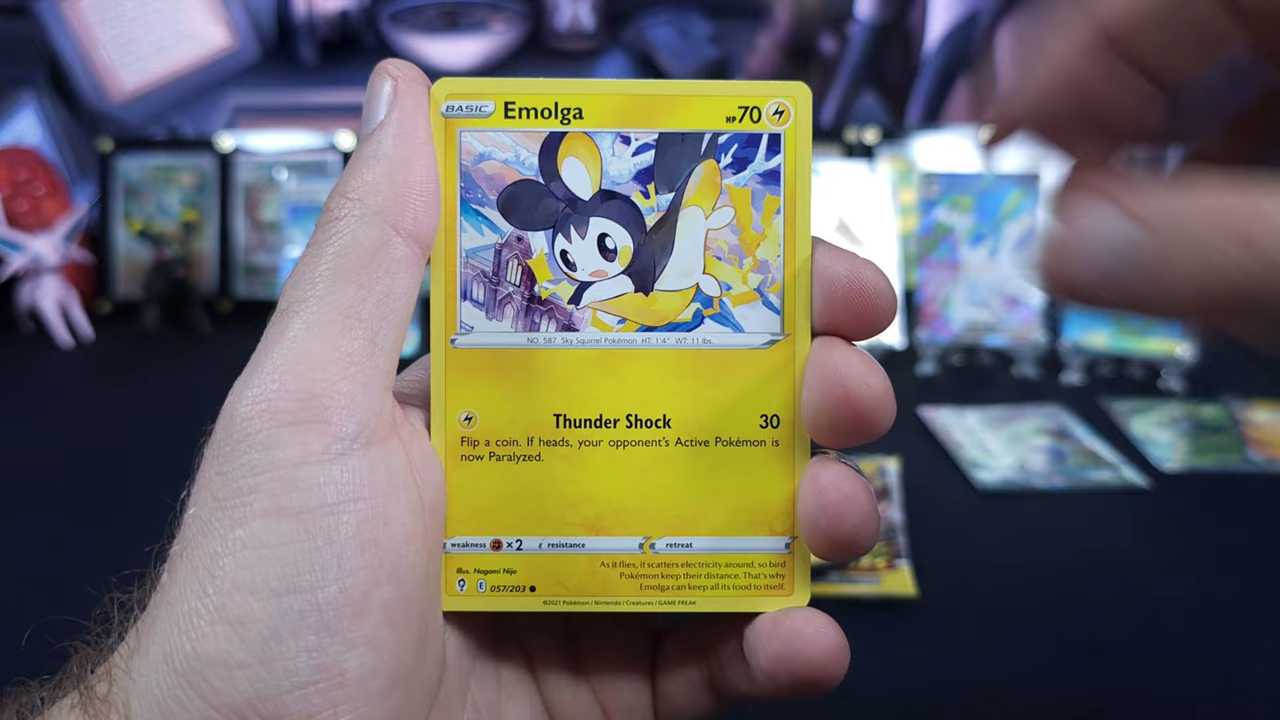 BASIC Emolga HP 70
NO. 587 Sky Squirrel Pokémon HT: 1'4" WT: 11 lbs.
Thunder Shock 30
Flip a coin. If heads, your opponent's Active Pokémon is
now Paralyzed.
weakness ×2 resistance retreat
As it flies, it scatters electricity around, so bird
Illus. Nagomi Nijo
Pokémon keep their distance. That's why
E 057/203
Emolga can keep all its food to itself.
©2021 Pokémon / Nintendo / Creatures / GAME FREAK